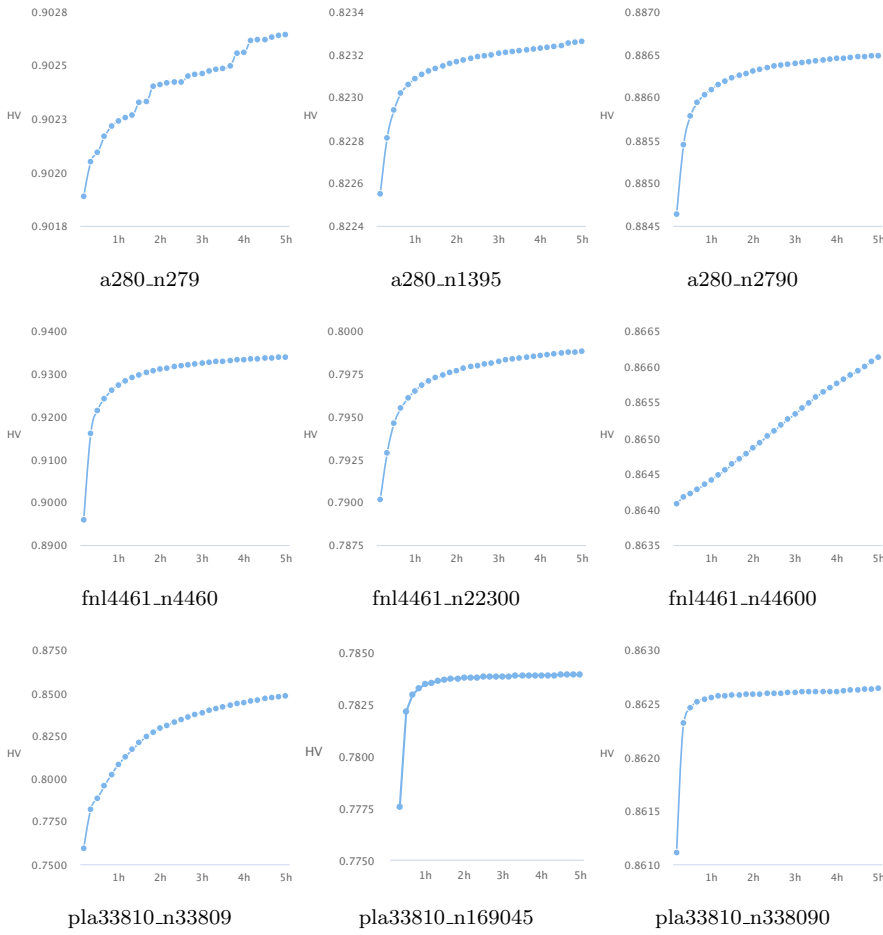 0.9028
0.9025
0.9023
0.9020
0.9018
HV
1h 2h 3h 4h 5h
a280_n279
0.8234
0.8232
0.8230
0.8228
0.8226
0.8224
HV
1h 2h 3h 4h 5h
a280_n1395
0.8870
0.8865
0.8860
0.8855
0.8850
0.8845
HV
1h 2h 3h 4h 5h
a280_n2790
0.9400
0.9300
0.9200
0.9100
0.9000
0.8900
HV
1h 2h 3h 4h 5h
fnl4461_n4460
0.8000
0.7975
0.7950
0.7925
0.7900
0.7875
HV
1h 2h 3h 4h 5h
fnl4461_n22300
0.8665
0.8660
0.8655
0.8650
0.8645
0.8640
0.8635
HV
1h 2h 3h 4h 5h
fnl4461_n44600
0.8750
0.8500
0.8250
0.8000
0.7750
0.7500
HV
1h 2h 3h 4h 5h
pla33810_n33809
0.7850
0.7825
0.7800
0.7775
0.7750
HV
1h 2h 3h 4h 5h
pla33810_n169045
0.8630
0.8625
0.8620
0.8615
0.8610
HV
1h 2h 3h 4h 5h
pla33810_n338090